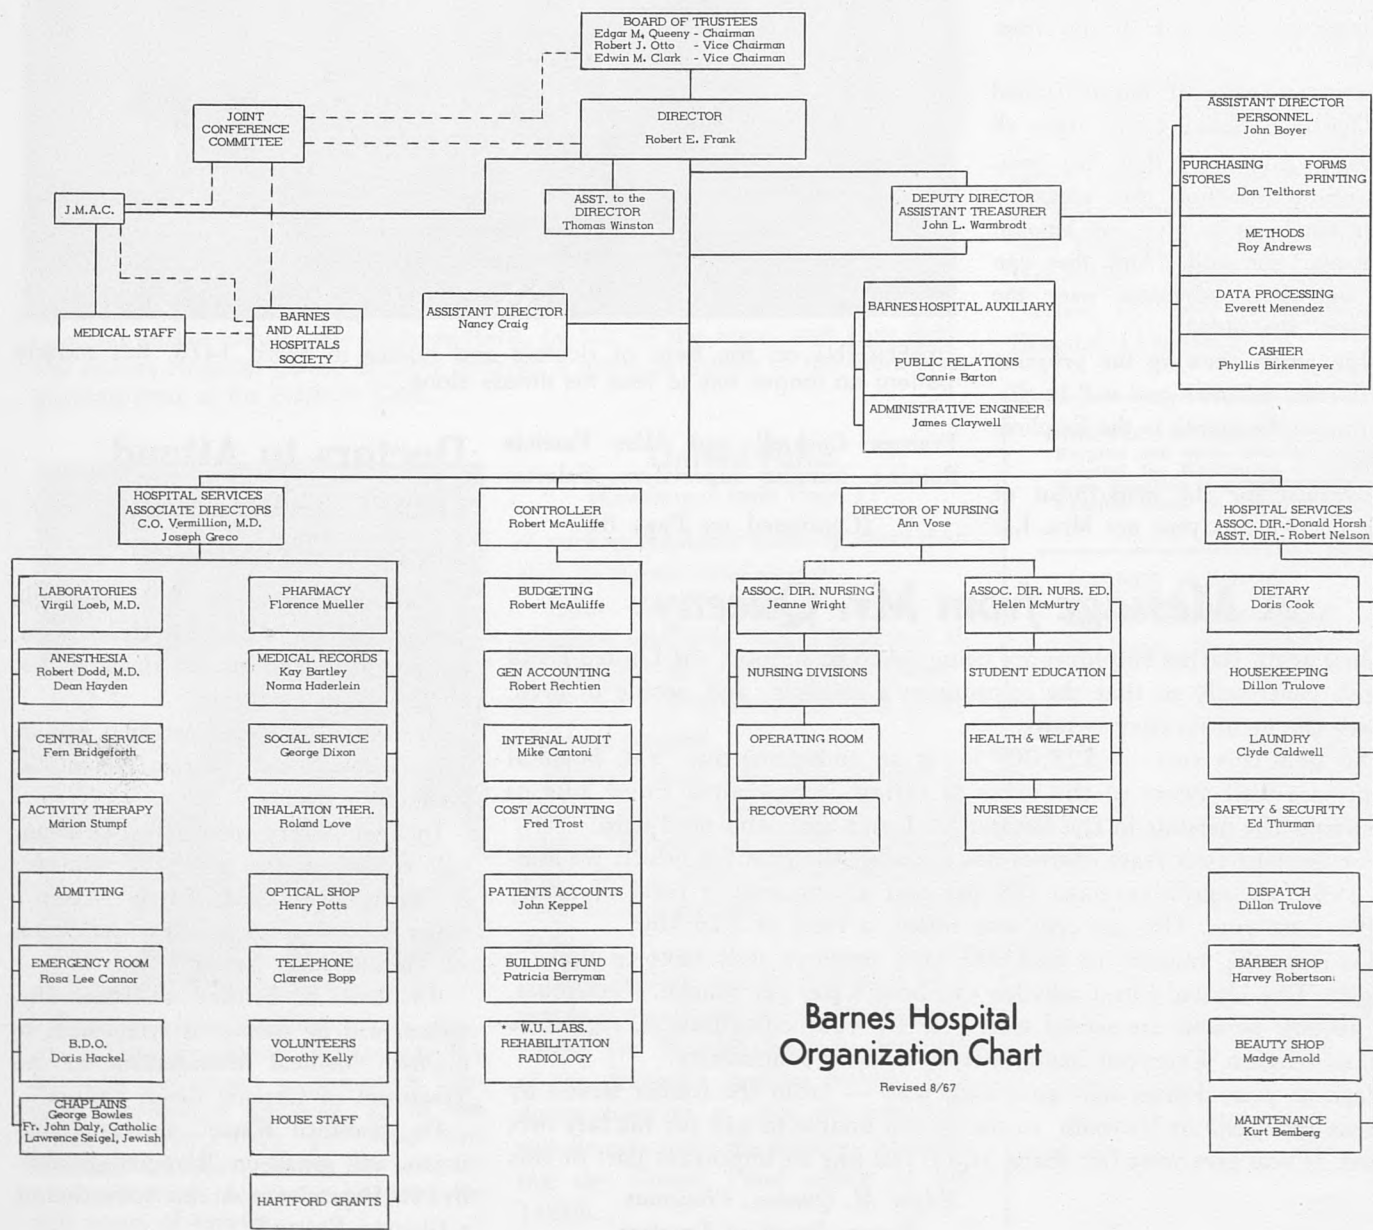 BOARD OF TRUSTEES
Edgar M. Queeny - Chairman
Robert J. Otto - Vice Chairman
Edwin M. Clark - Vice Chairman
DIRECTOR
Robert E. Frank
JOINT
CONFERENCE
COMMITTEE
ASSISTANT DIRECTOR
PERSONNEL
John Boyer
PURCHASING FORMS
STORES PRINTING
Don Telthorst
METHODS
Roy Andrews
DATA PROCESSING
Everett Menendez
CASHIER
Phyllis Birkenmeyer
J.M.A.C.
ASST. to the
DIRECTOR
Thomas Winston
DEPUTY DIRECTOR
ASSISTANT TREASURER
John L. Warmbrodt
MEDICAL STAFF
BARNES
AND ALLIED
HOSPITALS
SOCIETY
ASSISTANT DIRECTOR
Nancy Craig
BARNES HOSPITAL AUXILIARY
PUBLIC RELATIONS
Connie Barton
ADMINISTRATIVE ENGINEER
James Claywell
HOSPITAL SERVICES
ASSOCIATE DIRECTORS
C.O. Vermillion, M.D.
Joseph Greco
LABORATORIES
Virgil Loeb, M.D.
ANESTHESIA
Robert Dodd, M.D.
Dean Hayden
CENTRAL SERVICE
Fern Bridgeforth
ACTIVITY THERAPY
Marion Stumpf
ADMITTING
EMERGENCY ROOM
Rosa Lee Connor
B.D.O.
Doris Hackel
CHAPLAINS
George Bowles
Fr. John Daly, Catholic
Lawrence Seigel, Jewish
PHARMACY
Florence Mueller
MEDICAL RECORDS
Kay Bartley
Norma Haderlein
SOCIAL SERVICE
George Dixon
INHALATION THER.
Roland Love
OPTICAL SHOP
Henry Potts
TELEPHONE
Clarence Bopp
VOLUNTEERS
Dorothy Kelly
HOUSE STAFF
HARTFORD GRANTS
CONTROLLER
Robert McAuliffe
BUDGETING
Robert McAuliffe
GEN ACCOUNTING
Robert Rechtien
INTERNAL AUDIT
Mike Cantoni
COST ACCOUNTING
Fred Trost
PATIENTS ACCOUNTS
John Keppel
BUILDING FUND
Patricia Berryman
* W.U. LABS.
REHABILITATION
RADIOLOGY
DIRECTOR OF NURSING
Ann Vose
ASSOC. DIR. NURSING
Jeanne Wright
NURSING DIVISIONS
OPERATING ROOM
RECOVERY ROOM
ASSOC. DIR. NURS. ED.
Helen McMurtry
STUDENT EDUCATION
HEALTH & WELFARE
NURSES RESIDENCE
HOSPITAL SERVICES
ASSOC. DIR.-Donald Horsh
ASST. DIR.- Robert Nelson
DIETARY
Doris Cook
HOUSEKEEPING
Dillon Trulove
LAUNDRY
Clyde Caldwell
SAFETY & SECURITY
Ed Thurman
DISPATCH
Dillon Trulove
BARBER SHOP
Harvey Robertson
BEAUTY SHOP
Madge Arnold
MAINTENANCE
Kurt Bemberg
Barnes Hospital
Organization Chart
Revised 8/67